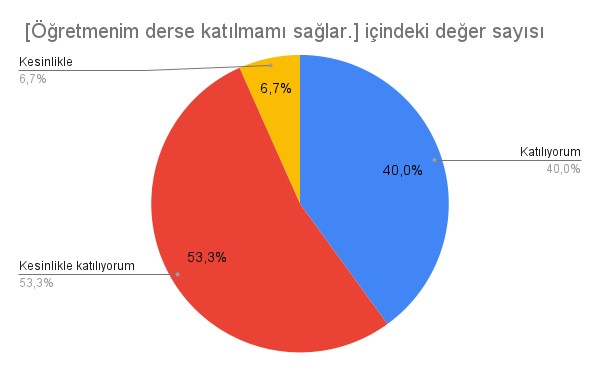 [Öğretmenim derse katılmamı sağlar.] içindeki değer sayısı
Kesinlikle
6,7%
6,7%
Katılıyorum
40,0%
40,0%
Kesinlikle katılıyorum
53,3%
53,3%